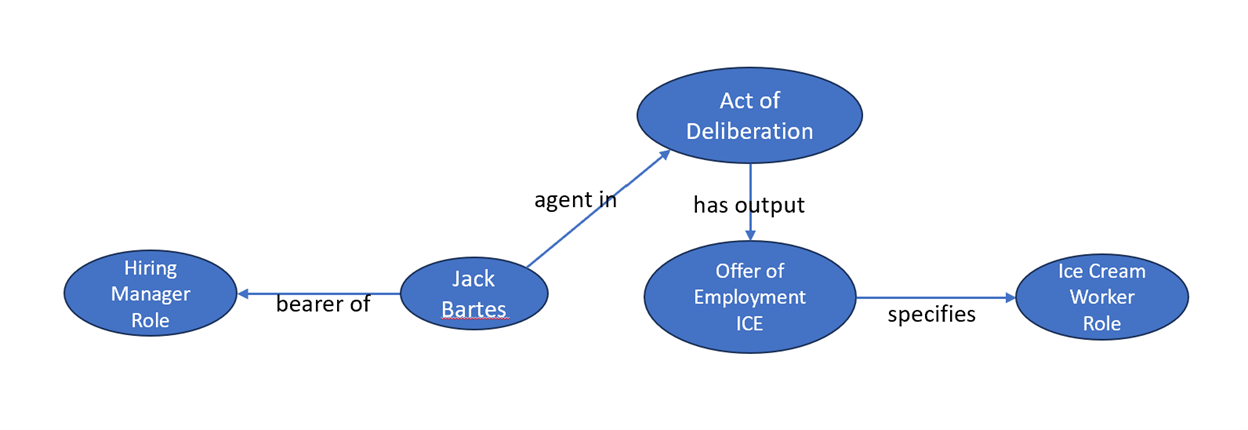 Act of
Deliberation
agent in
has output
Hiring
Manager
Role
bearer of
Jack
Bartes
Offer of
Employment
ICE
specifies
Ice Cream
Worker
Role